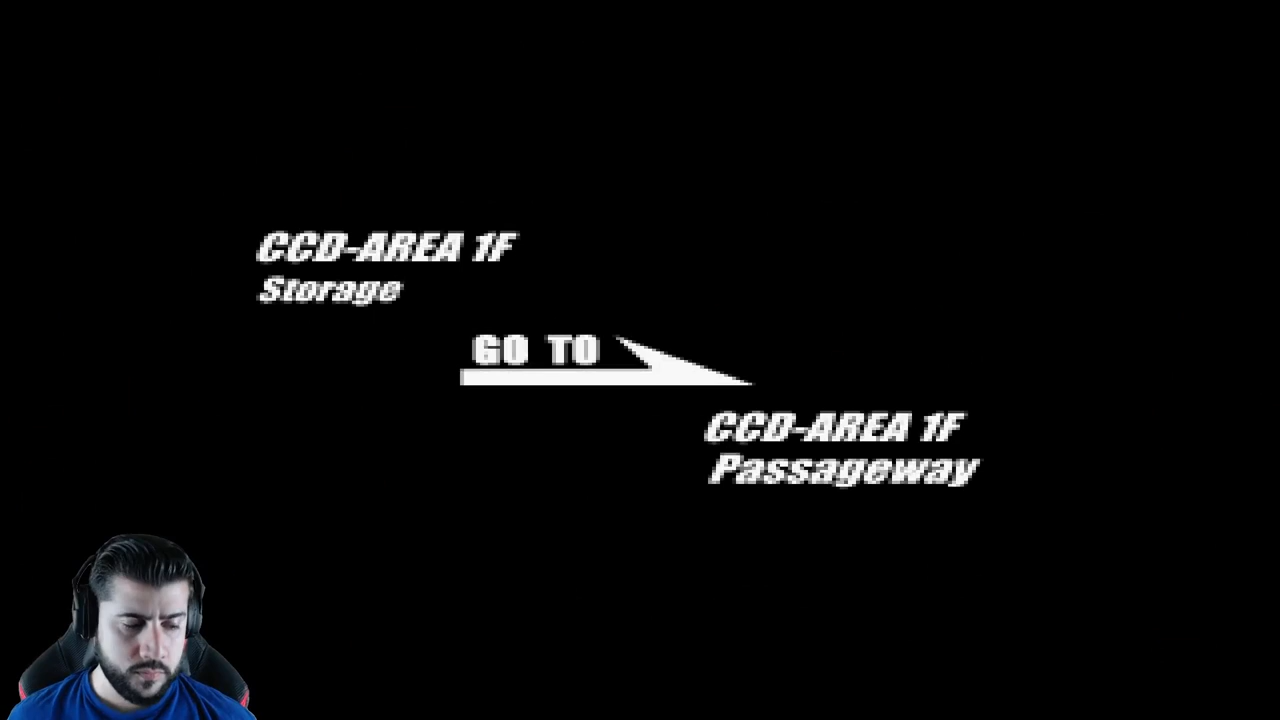 CCD-AREA 1F
Storage
GO TO
CCD-AREA 1F
Passageway